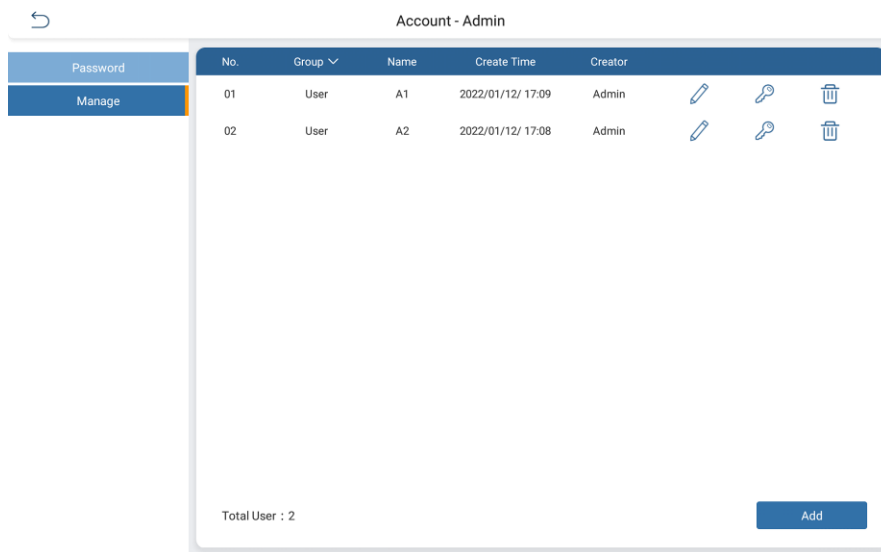 Account - Admin
Password
Manage
No. Group Name Create Time Creator
01 User A1 2022/01/12/ 17:09 Admin
02 User A2 2022/01/12/ 17:08 Admin
Total User : 2
Add